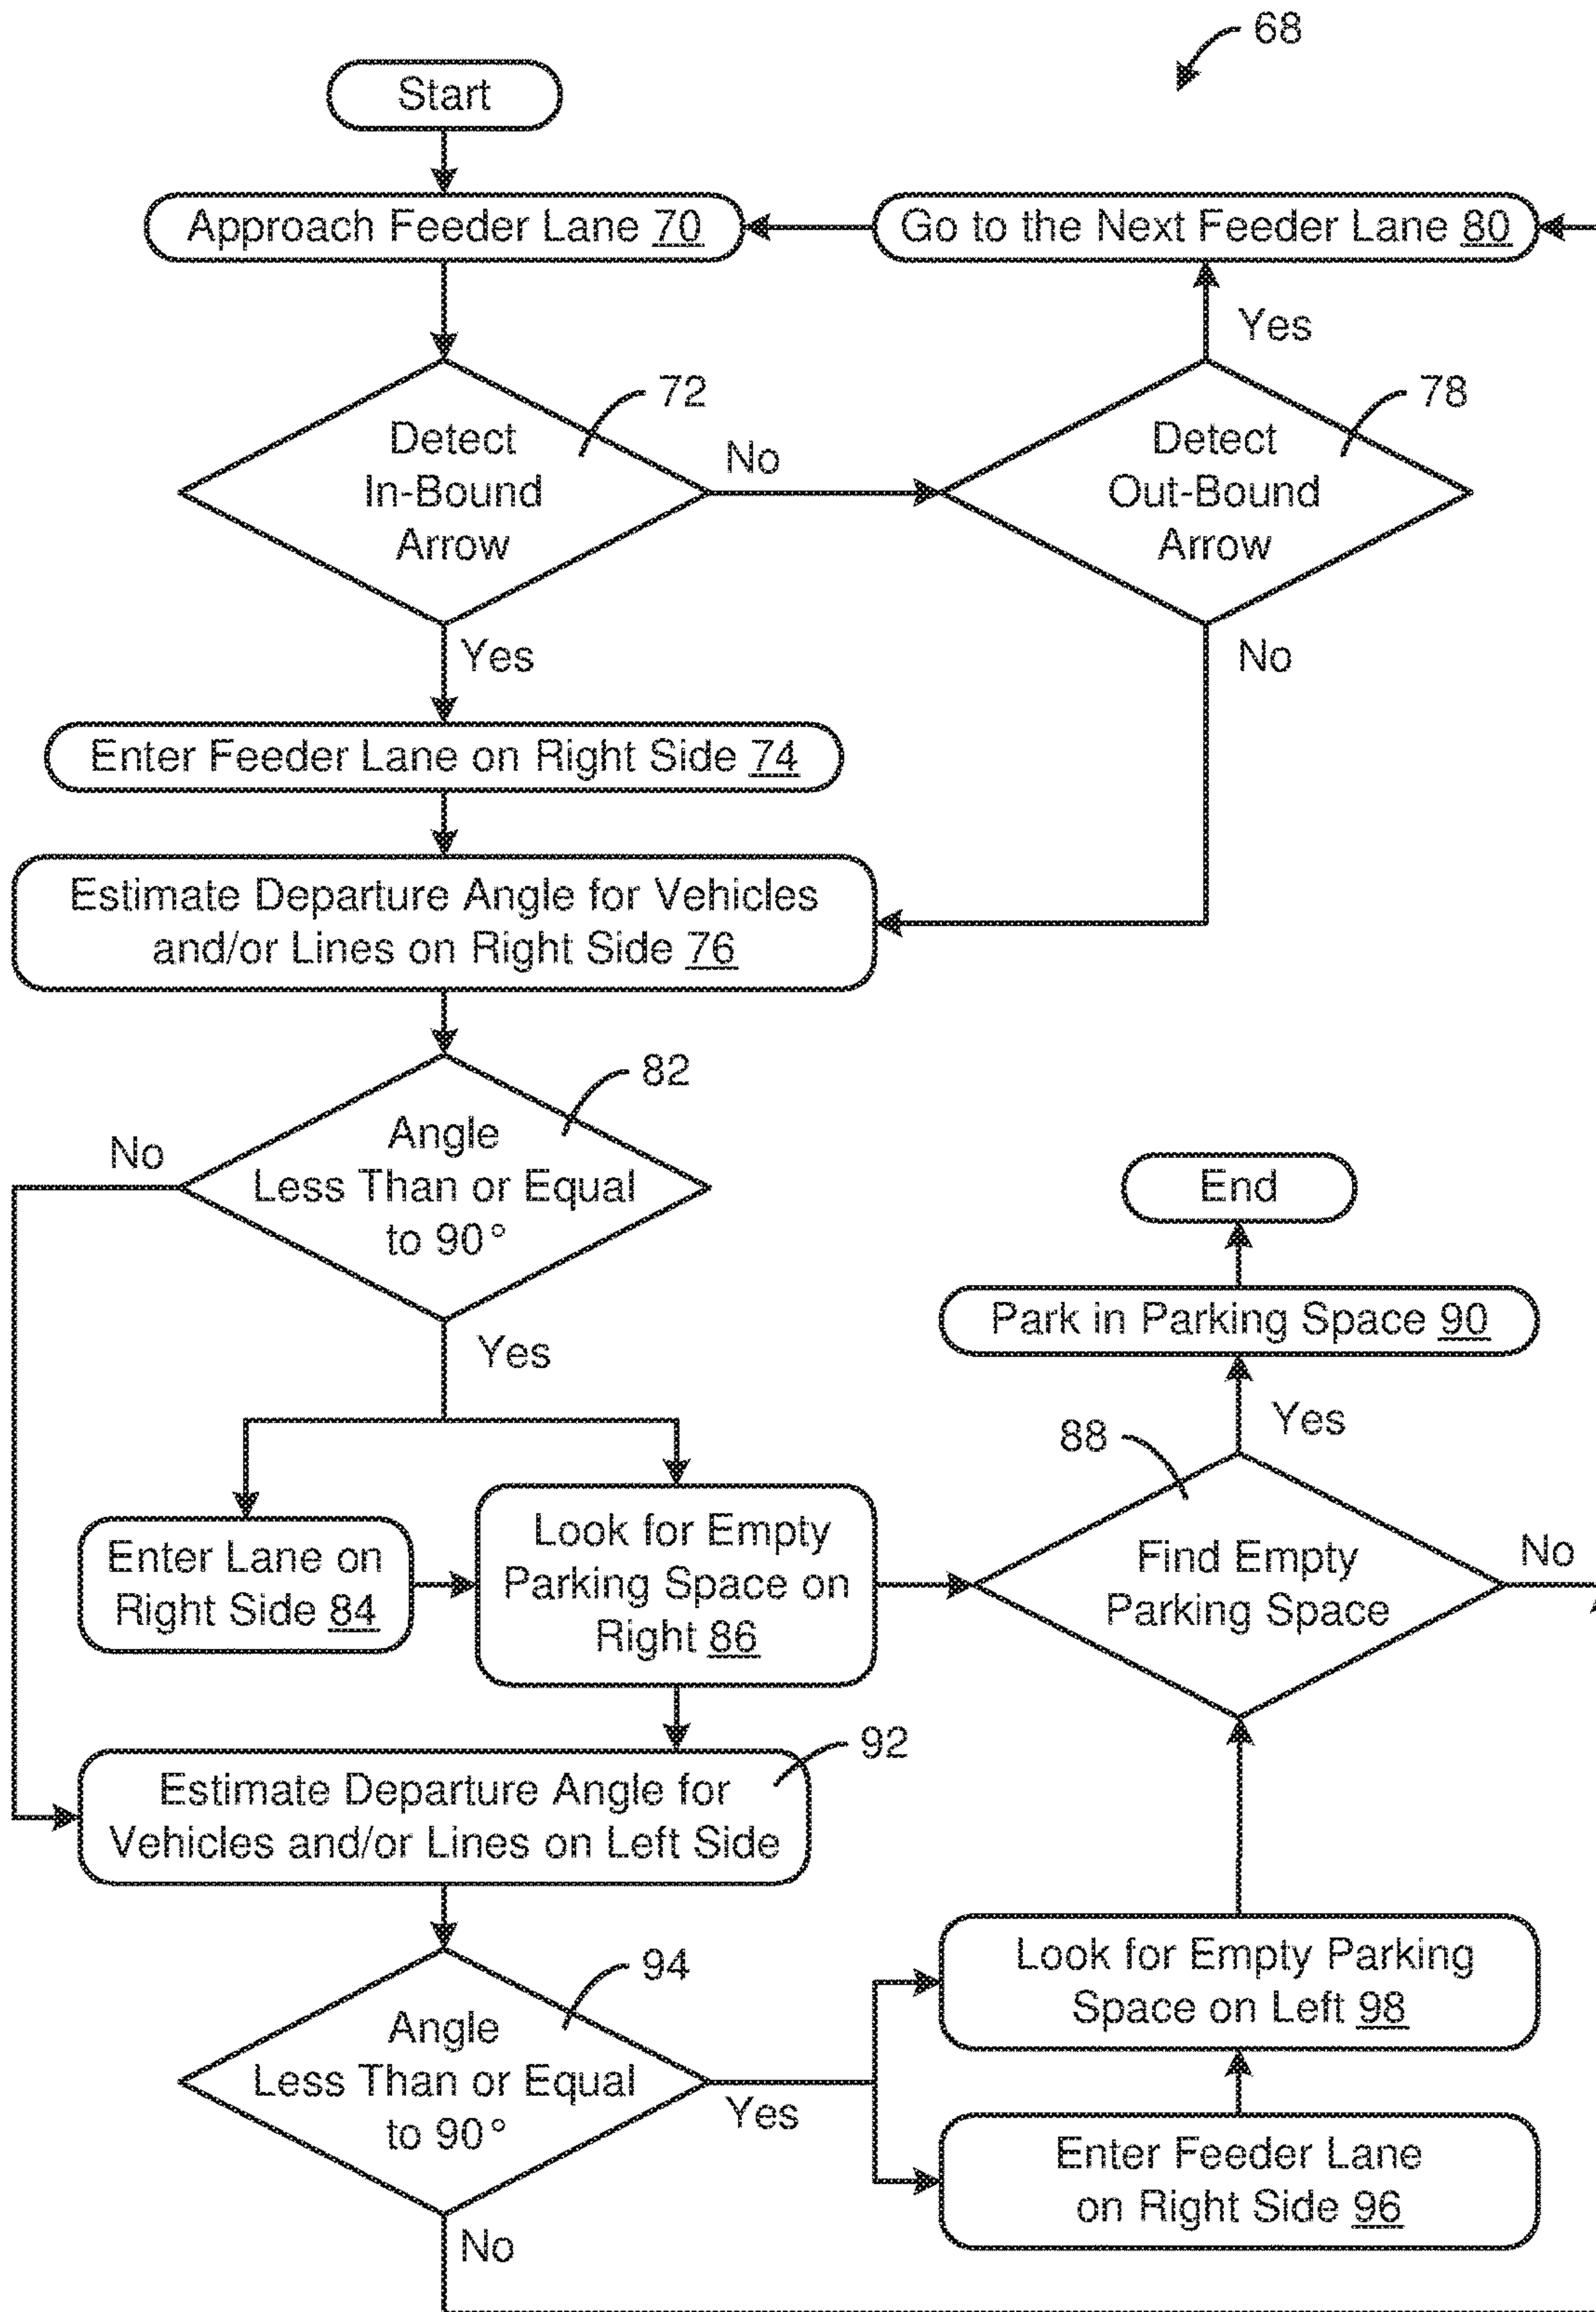 68
Start
Approach Feeder Lane 70
Go to the Next Feeder Lane 80
Yes
72
78
Detect
In-Bound
Arrow
No
Detect
Out-Bound
Arrow
Yes
No
Enter Feeder Lane on Right Side 74
Estimate Departure Angle for Vehicles
and/or Lines on Right Side 76
82
No
Angle
Less Than or Equal
to 90°
End
Park in Parking Space 90
Yes
88
Yes
Enter Lane on
Right Side 84
Look for Empty
Parking Space on
Right 86
Find Empty
Parking Space
No
92
Estimate Departure Angle for
Vehicles and/or Lines on Left Side
94
Angle
Less Than or Equal
to 90°
Yes
Look for Empty Parking
Space on Left 98
Enter Feeder Lane
on Right Side 96
No